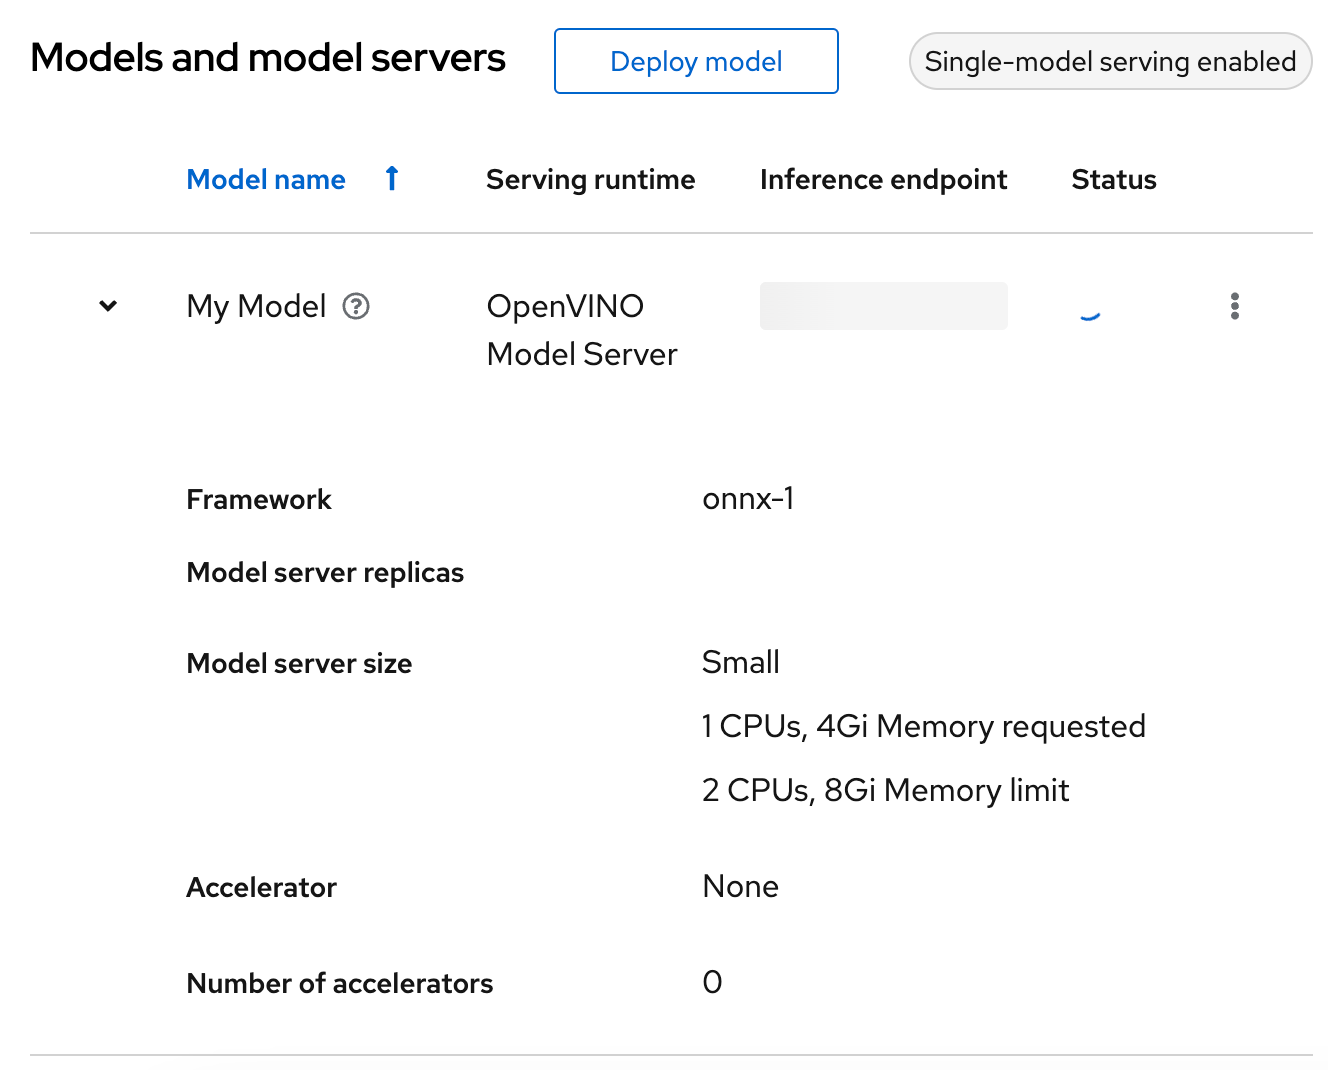 Models and model servers
Deploy model
Single-model serving enabled
Model name
Serving runtime
Inference endpoint
Status
My Model
OpenVINO
Model Server
Framework
onnx-1
Model server replicas
Model server size
Small
1 CPUs, 4Gi Memory requested
2 CPUs, 8Gi Memory limit
Accelerator
None
Number of accelerators
0